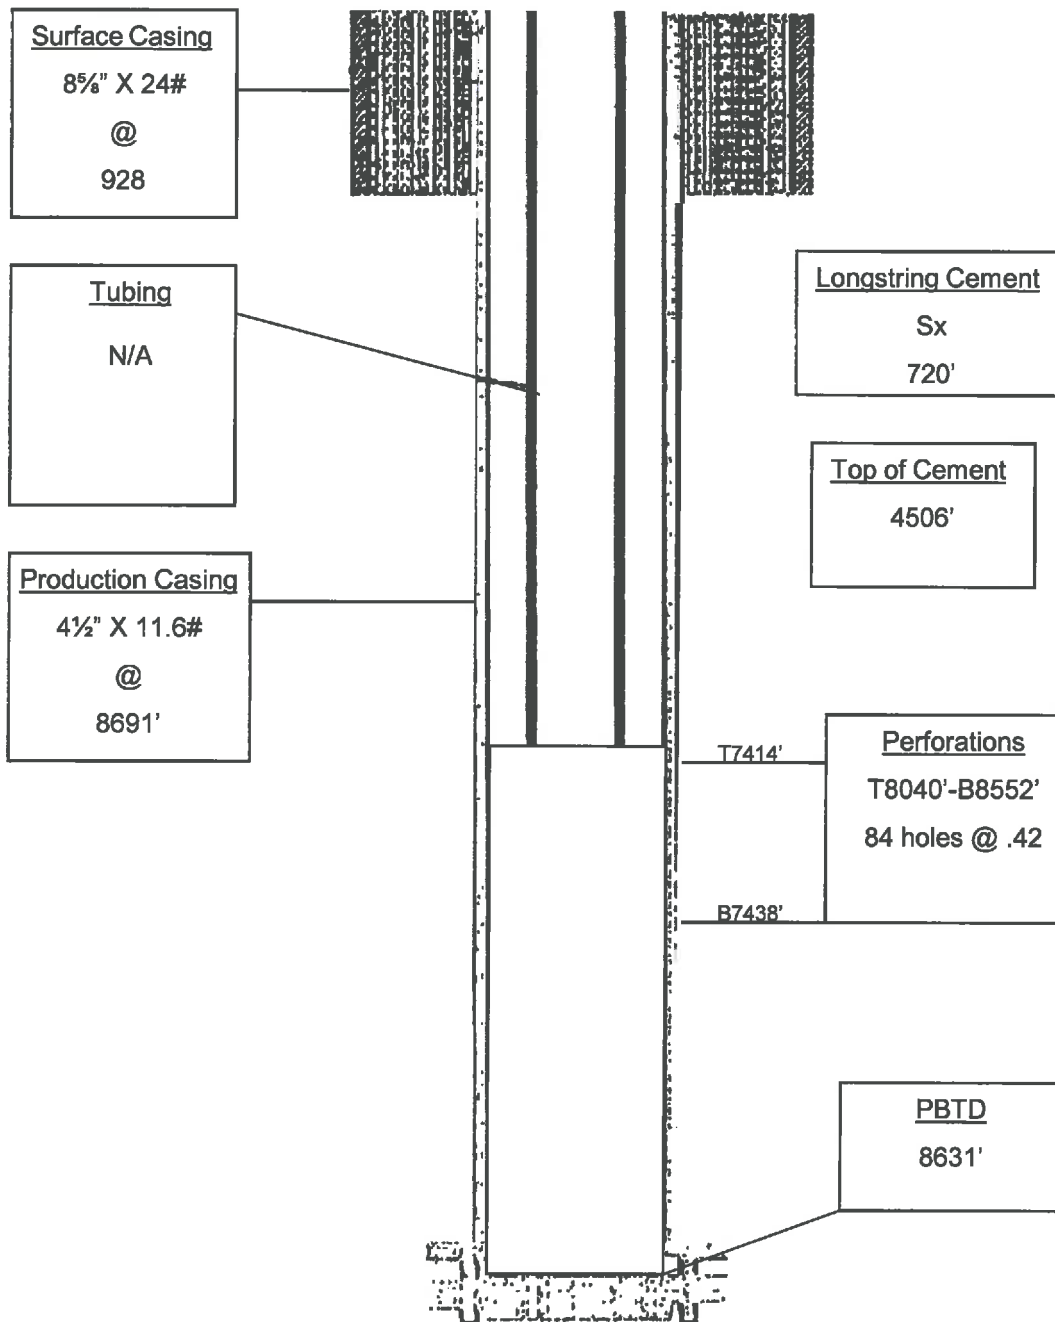 Surface Casing
8⅝" X 24#
@
928
Tubing
N/A
Production Casing
4½" X 11.6#
@
8691'
Longstring Cement
Sx
720'
Top of Cement
4506'
T7414'
B7438'
Perforations
T8040'-B8552'
84 holes @ .42
PBTD
8631'